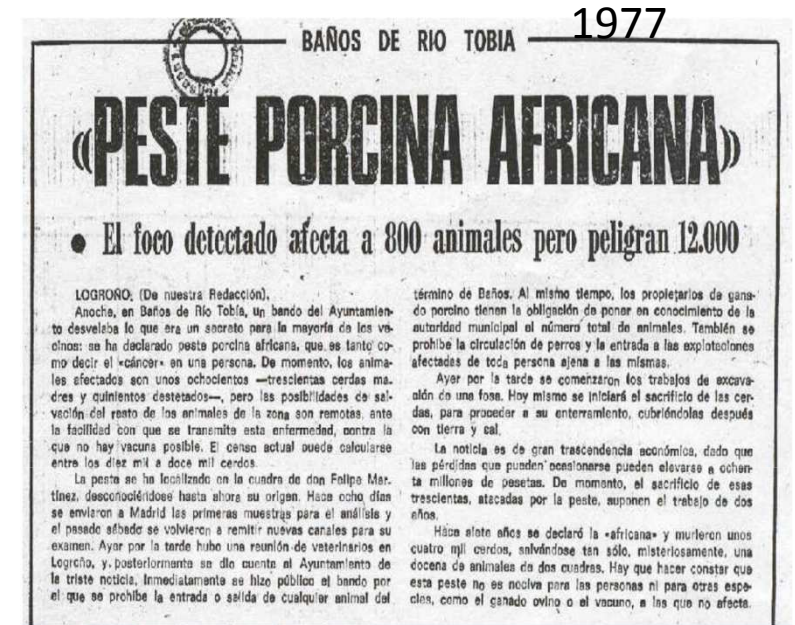 1977
BAÑOS DE RIO TOBIA
«PESTE PORCINA AFRICANA»
● El foco detectado afecta a 800 animales pero peligran 12.000
LOGROÑO. (De nuestra Redacción).
Anoche, en Baños de Río Tobía, un bando del Ayuntamien-
to desvelaba lo que era un secreto para la mayoría de los ve-
cinos: se ha declarado peste porcina africana, que es tanto co-
mo decir el «cáncer» en una persona. De momento, los anima-
les afectados son unos ochocientos —trescientas cerdas ma-
dres y quinientos destetados—, pero las posibilidades de sal-
vación del resto de los animales de la zona son remotas, ante
la facilidad con que se transmite esta enfermedad, contra la
que no hay vacuna posible. El censo actual puede calcularse
entre los diez mil a doce mil cerdos.
La peste se ha localizado en la cuadra de don Felipe Mar-
tínez, desconociéndose hasta ahora su origen. Hace ocho días
se enviaron a Madrid las primeras muestras para el análisis y
el pasado sábado se volvieron a remitir nuevas canales para su
examen. Ayer por la tarde hubo una reunión de veterinarios en
Logroño, y posteriormente se dio cuenta al Ayuntamiento de
la triste noticia. Inmediatamente se hizo público el bando por
el que se prohíbe la entrada o salida de cualquier animal del
término de Baños. Al mismo tiempo, los propietarios de gana-
do porcino tienen la obligación de poner en conocimiento de la
autoridad municipal el número total de animales. También se
prohíbe la circulación de perros y la entrada a las explotaciones
afectadas de toda persona ajena a las mismas.
Ayer por la tarde se comenzaron los trabajos de excava-
ción de una fosa. Hoy mismo se iniciará el sacrificio de las cer-
das, para proceder a su enterramiento, cubriéndolas después
con tierra y cal.
La noticia es de gran trascendencia económica, dado que
las pérdidas que pueden ocasionarse pueden elevarse a ochen-
ta millones de pesetas. De momento, el sacrificio de esas
trescientas, atacadas por la peste, suponen el trabajo de dos
años.
Hace siete años se declaró la «africana» y murieron unos
cuatro mil cerdos, salvándose tan sólo, misteriosamente, una
docena de animales de dos cuadras. Hay que hacer constar que
esta peste no es nociva para las personas ni para otras espe-
cies, como el ganado ovino o el vacuno, a las que no afecta.